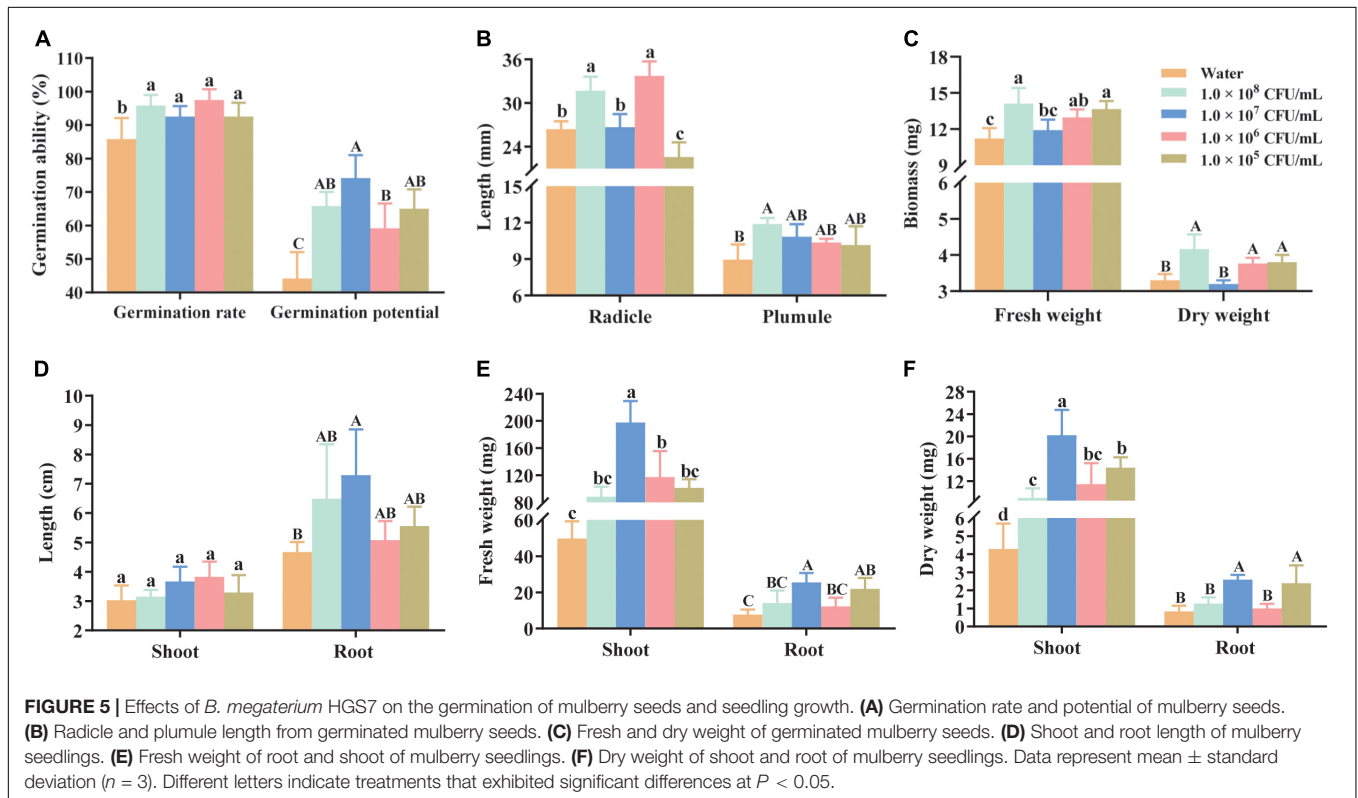 A
Germination ability (%)
110
100
90
80
70
60
50
40
b a a a a
C AB A B AB
Germination rate Germination potential
B
Length (mm)
36
30
24
15
12
9
6
b a b a c
B A AB AB AB
Radicle Plumule
C
Biomass (mg)
18
15
12
9
6
5
4
3
c a bc ab a
B A B A A
Fresh weight Dry weight
Water
1.0 × 10⁸ CFU/mL
1.0 × 10⁷ CFU/mL
1.0 × 10⁶ CFU/mL
1.0 × 10⁵ CFU/mL
D
Length (cm)
10
9
8
7
6
5
4
3
2
a a a a a
B AB A AB AB
Shoot Root
E
Fresh weight (mg)
240
200
160
120
80
60
40
20
0
c bc a b bc
C BC A BC AB
Shoot Root
F
Dry weight (mg)
28
24
20
16
12
6
5
4
3
2
1
0
d c a bc b
B B A B A
Shoot Root
FIGURE 5 | Effects of B. megaterium HGS7 on the germination of mulberry seeds and seedling growth. (A) Germination rate and potential of mulberry seeds.
(B) Radicle and plumule length from germinated mulberry seeds. (C) Fresh and dry weight of germinated mulberry seeds. (D) Shoot and root length of mulberry
seedlings. (E) Fresh weight of root and shoot of mulberry seedlings. (F) Dry weight of shoot and root of mulberry seedlings. Data represent mean ± standard
deviation (n = 3). Different letters indicate treatments that exhibited significant differences at P < 0.05.